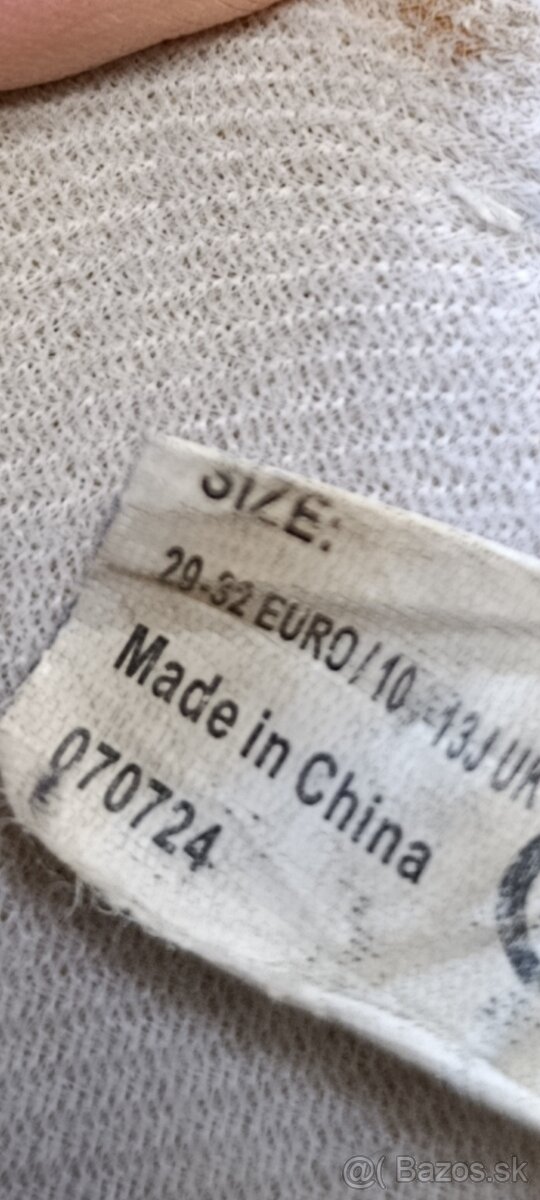 SIZE:
29-32 EURO / 10 -13J UK
Made in China
070724
@( Bazos.sk